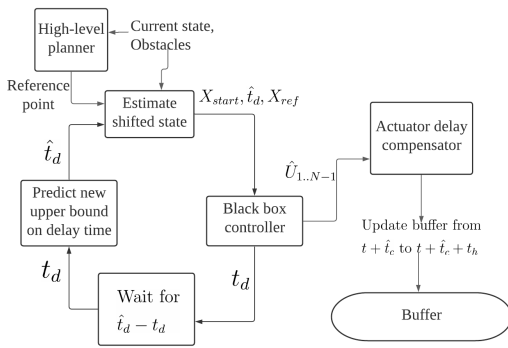 High-level
planner
Current state,
Obstacles
Reference
point
Estimate
shifted state
$X_{start}, \hat{t}_d, X_{ref}$
Actuator delay
compensator
$\hat{t}_d$
$\hat{U}_{1..N-1}$
Predict new
upper bound
on delay time
Black box
controller
Update buffer from
$t + \hat{t}_c$ to $t + \hat{t}_c + t_h$
$t_d$
$t_d$
Wait for
$\hat{t}_d - t_d$
Buffer